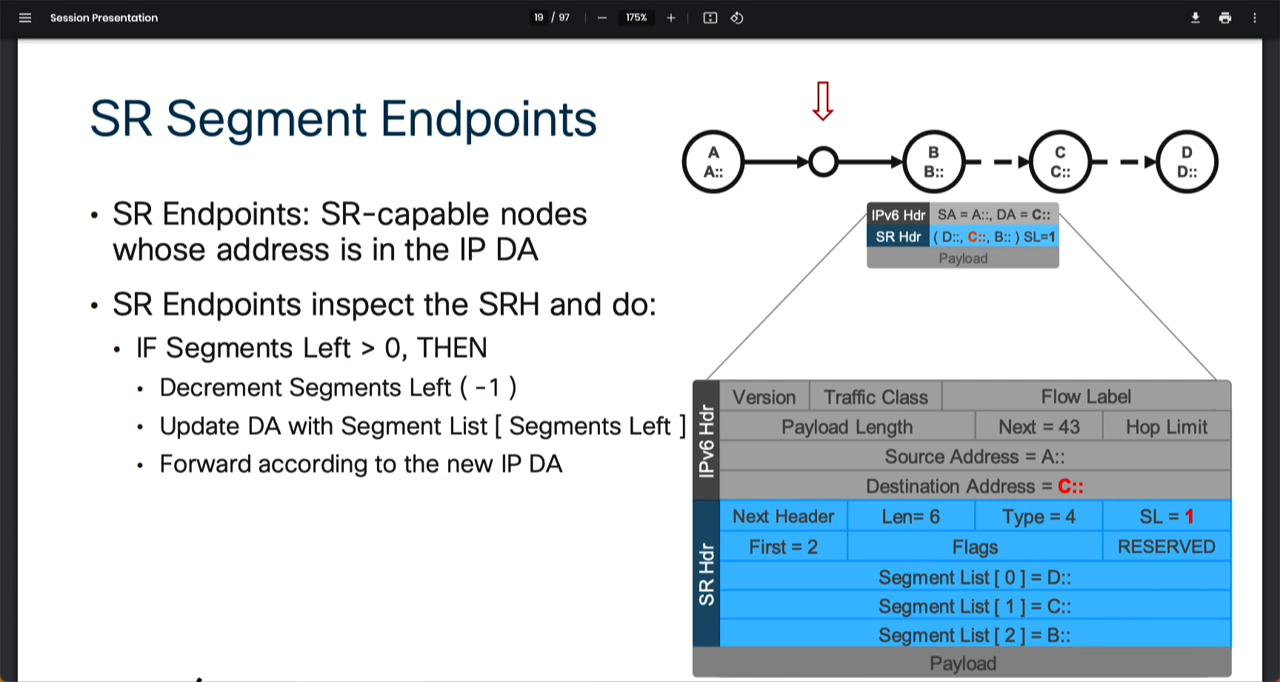 Session Presentation
19 / 97
175%
SR Segment Endpoints
• SR Endpoints: SR-capable nodes
whose address is in the IP DA
• SR Endpoints inspect the SRH and do:
• IF Segments Left > 0, THEN
• Decrement Segments Left ( -1 )
• Update DA with Segment List [ Segments Left ]
• Forward according to the new IP DA
A
A::
B
B::
C
C::
D
D::
IPv6 Hdr SA = A::, DA = C::
SR Hdr ( D::, C::, B:: ) SL=1
Payload
IPv6 Hdr
Version Traffic Class Flow Label
Payload Length Next = 43 Hop Limit
Source Address = A::
Destination Address = C::
SR Hdr
Next Header Len= 6 Type = 4 SL = 1
First = 2 Flags RESERVED
Segment List [ 0 ] = D::
Segment List [ 1 ] = C::
Segment List [ 2 ] = B::
Payload